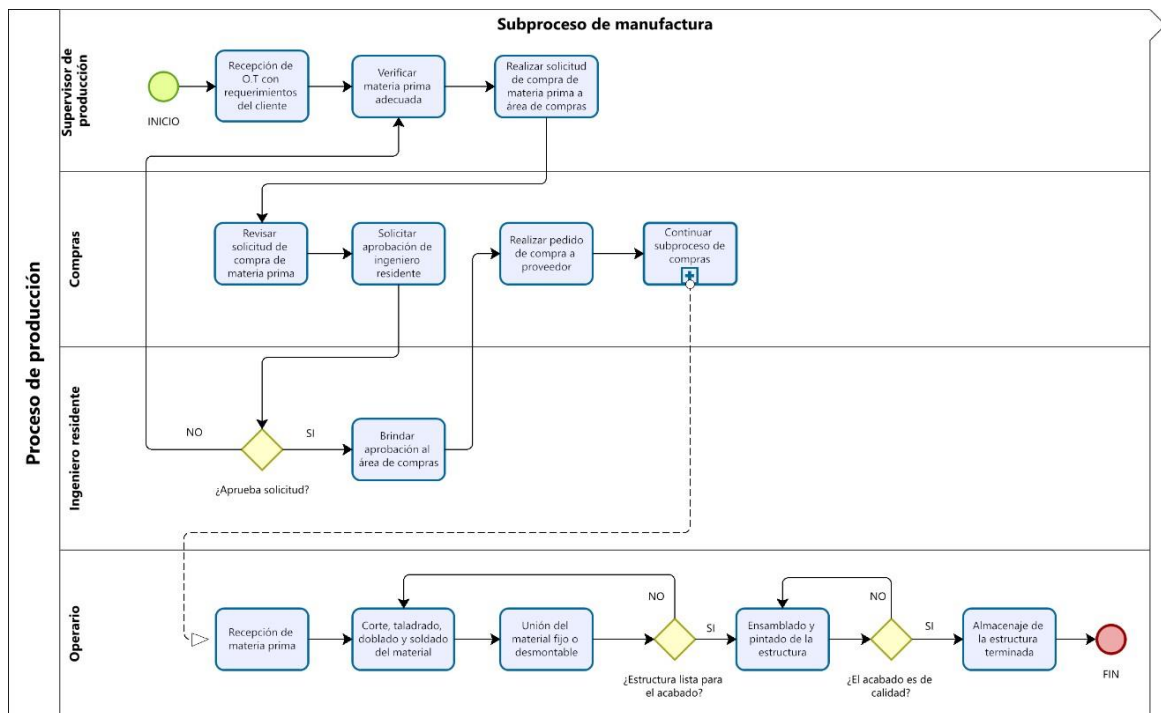 Subproceso de manufactura
Proceso de producción
Supervisor de
producción
INICIO
Recepción de
O.T con
requerimientos
del cliente
Verificar
materia prima
adecuada
Realizar solicitud
de compra de
materia prima a
área de compras
Compras
Revisar
solicitud de
compra de
materia prima
Solicitar
aprobación de
ingeniero
residente
Realizar pedido
de compra a
proveedor
Continuar
subproceso de
compras
Ingeniero residente
NO
SI
¿Aprueba solicitud?
Brindar
aprobación al
área de compras
Operario
Recepción de
materia prima
Corte, taladrado,
doblado y soldado
del material
Unión del
material fijo o
desmontable
NO
SI
¿Estructura lista para
el acabado?
Ensamblado y
pintado de la
estructura
NO
SI
¿El acabado es de
calidad?
Almacenaje de
la estructura
terminada
FIN